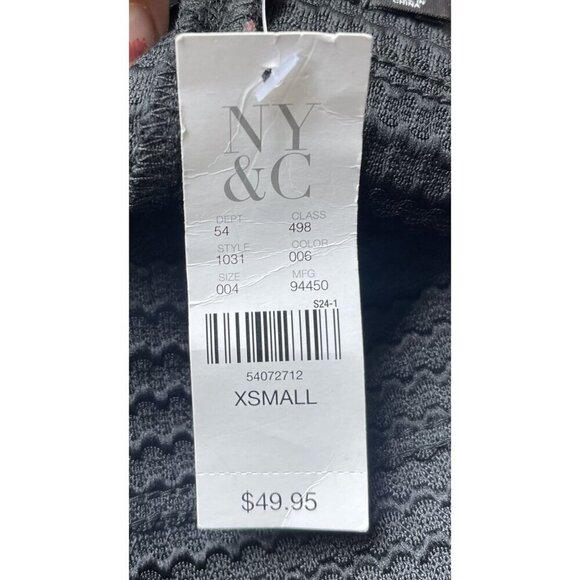 CHINA
NY
&C
DEPT CLASS
54 498
STYLE COLOR
1031 006
SIZE MFG
004 94450
S24-1
54072712
XSMALL
$49.95